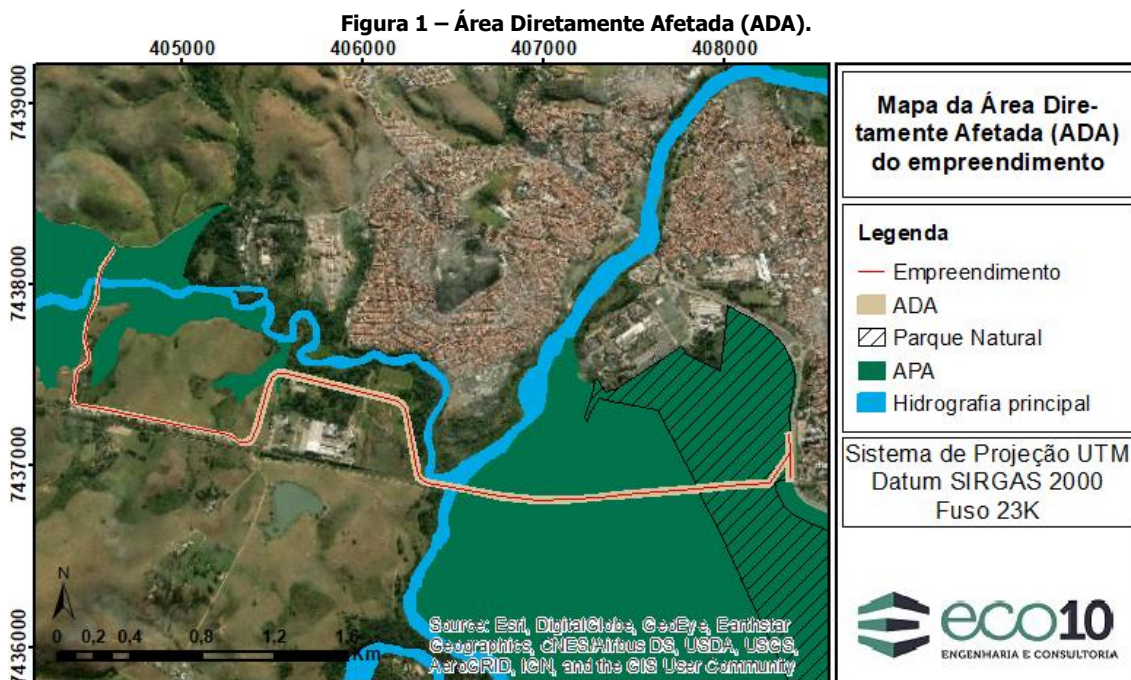 Figura 1 – Área Diretamente Afetada (ADA).
405000 406000 407000 408000
7439000
7438000
7437000
7436000
N
0 0,2 0,4 0,8 1,2 1,6
Km
Source: Esri, DigitalGlobe, GeoEye, Earthstar
Geographics, CNES/Airbus DS, USDA, USGS,
AeroGRID, IGN, and the GIS User Community
Mapa da Área Dire-
tamente Afetada (ADA)
do empreendimento
Legenda
Empreendimento
ADA
Parque Natural
APA
Hidrografia principal
Sistema de Projeção UTM
Datum SIRGAS 2000
Fuso 23K
eco10
ENGENHARIA E CONSULTORIA